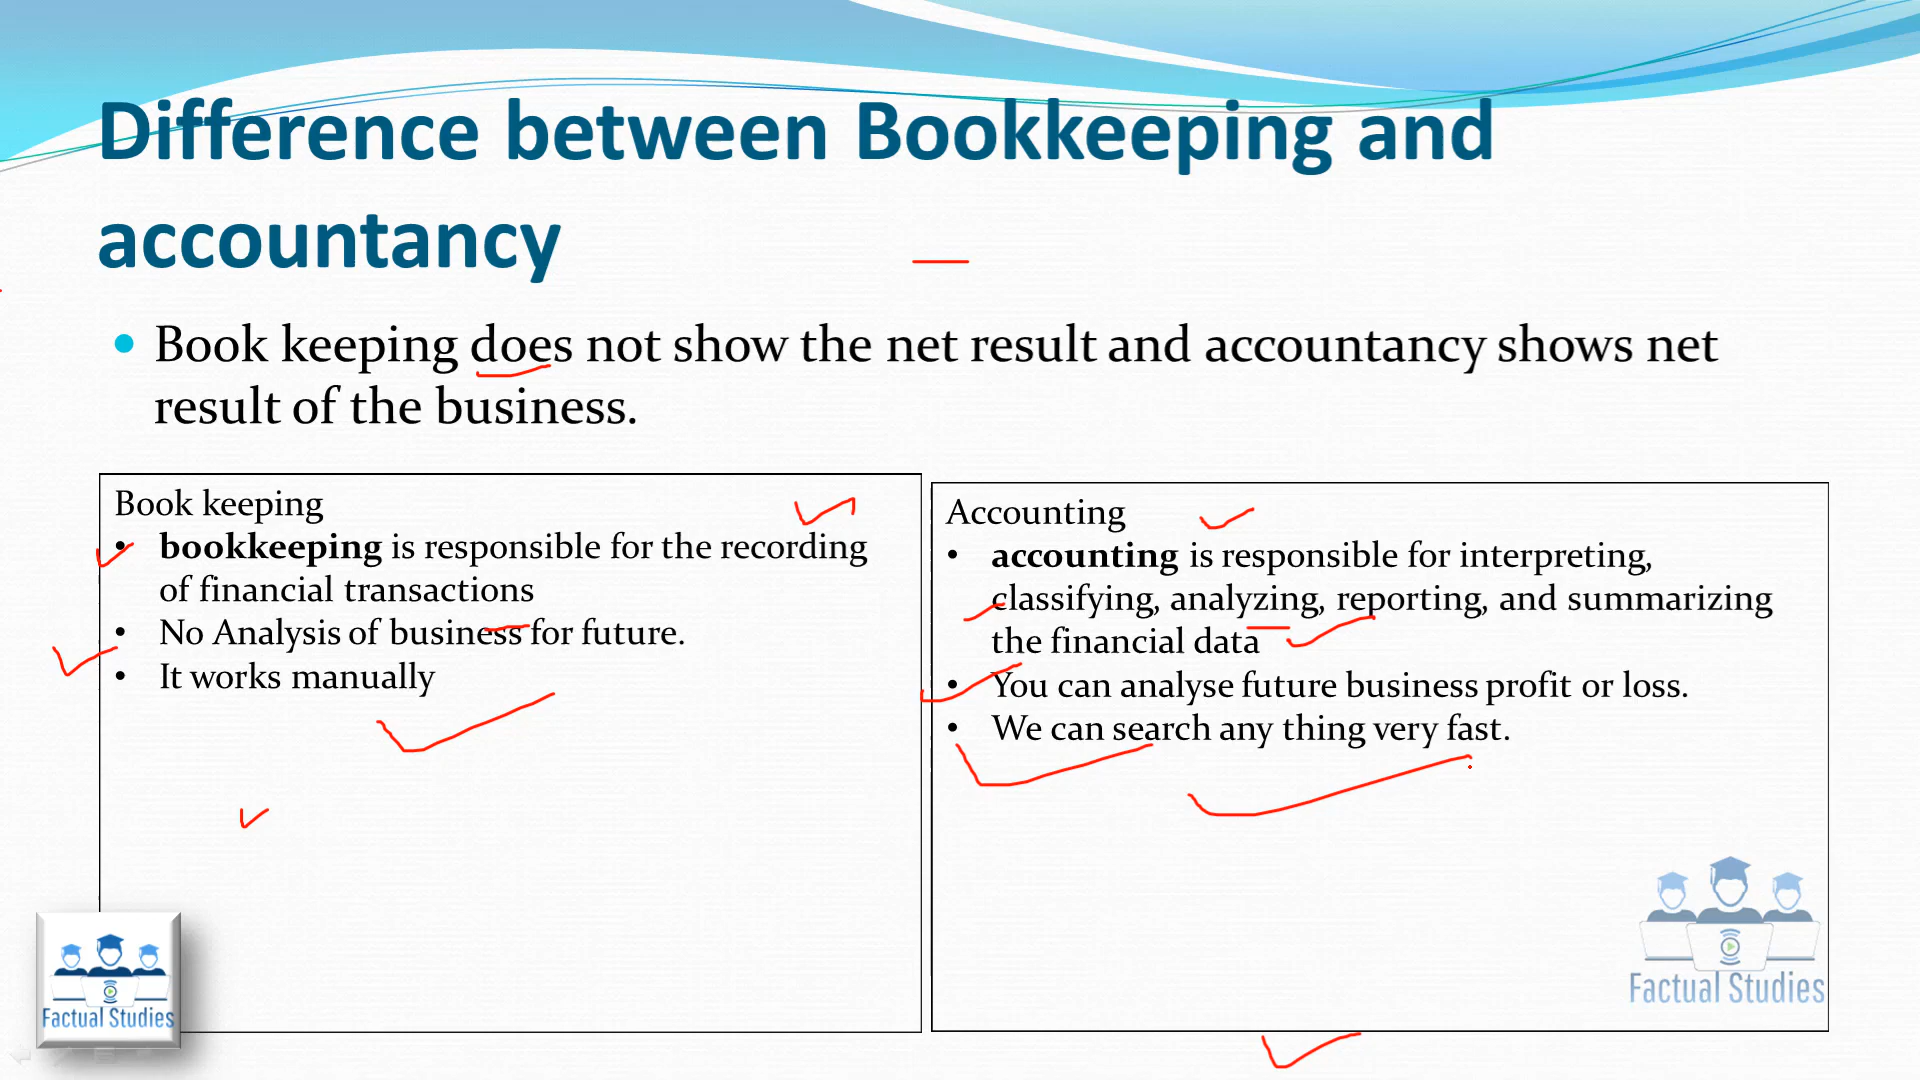 Difference between Bookkeeping and
accountancy
• Book keeping does not show the net result and accountancy shows net
result of the business.
Book keeping
• bookkeeping is responsible for the recording
of financial transactions
• No Analysis of business for future.
• It works manually
Accounting
• accounting is responsible for interpreting,
classifying, analyzing, reporting, and summarizing
the financial data
• You can analyse future business profit or loss.
• We can search any thing very fast.
Factual Studies
Factual Studies